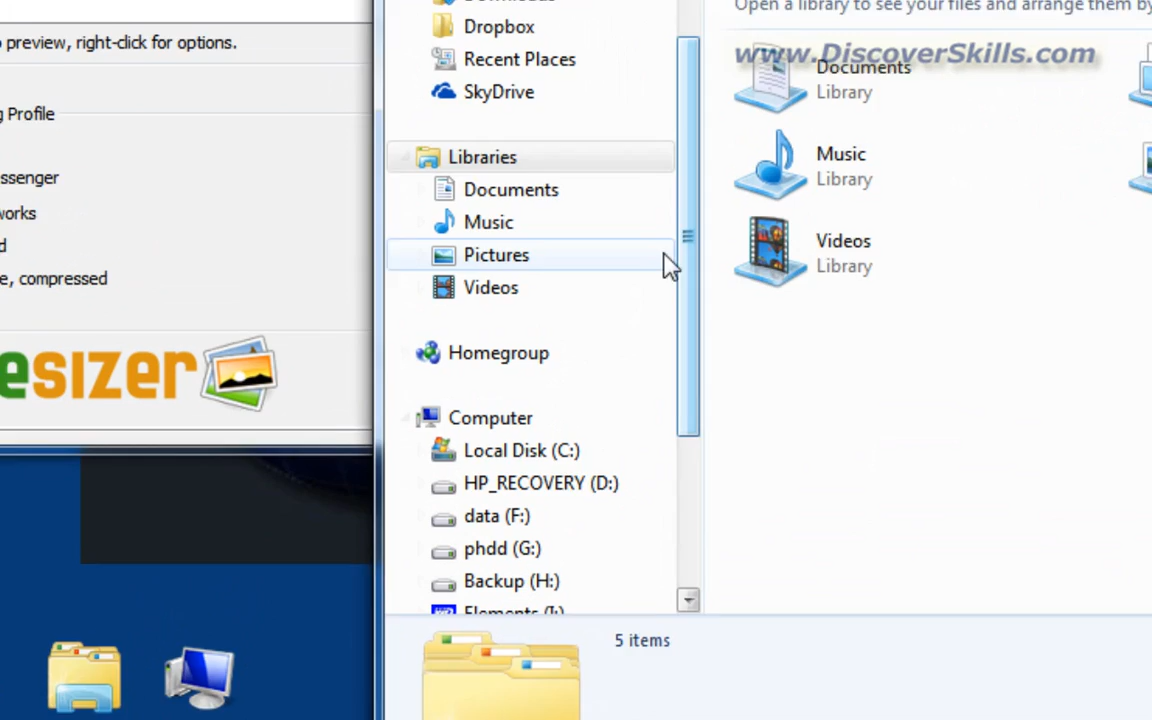 Open a library to see your files and arrange them by
preview, right-click for options.
Dropbox
www.DiscoverSkills.com
Recent Places
Documents
Library
SkyDrive
g Profile
Libraries
Music
Library
ssenger
Documents
works
Music
d
Videos
Library
Pictures
e, compressed
Videos
Homegroup
esizer
Computer
Local Disk (C:)
HP_RECOVERY (D:)
data (F:)
phdd (G:)
Backup (H:)
5 items